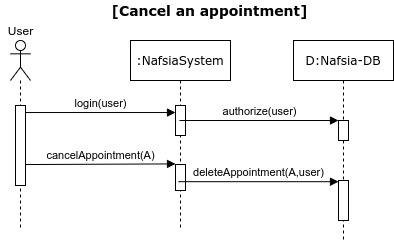 [Cancel an appointment]
User
:NafsiaSystem
D:Nafsia-DB
login(user)
authorize(user)
cancelAppointment(A)
deleteAppointment(A,user)